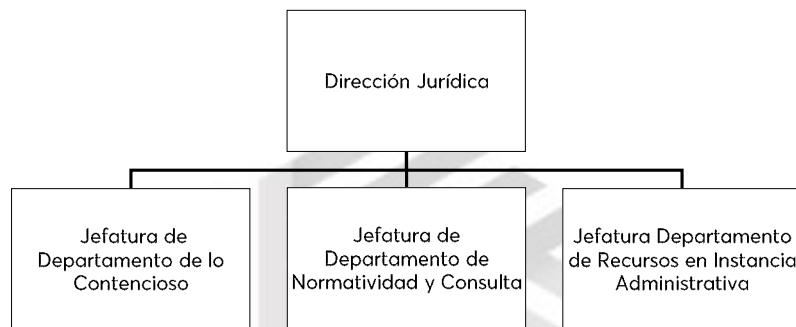 Dirección Jurídica
Jefatura de
Departamento de lo
Contencioso
Jefatura de
Departamento de
Normatividad y Consulta
Jefatura Departamento
de Recursos en Instancia
Administrativa